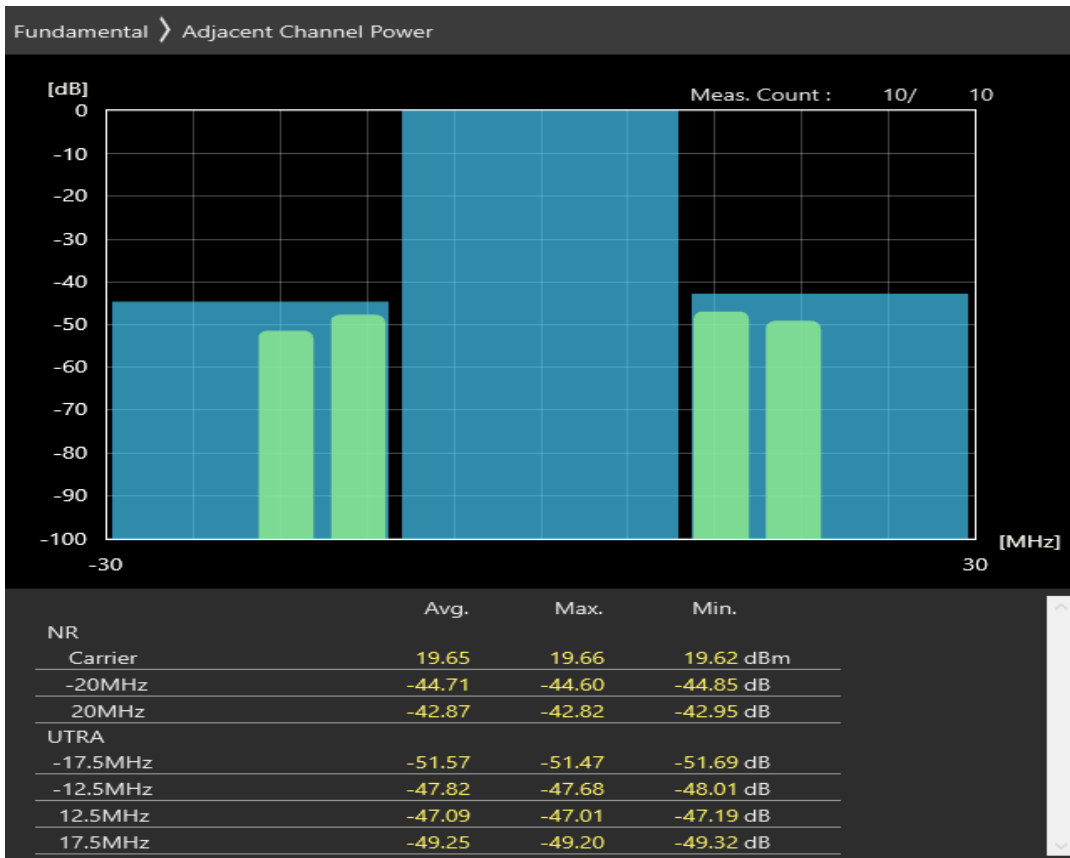 Fundamental 》 Adjacent Channel Power
[dB]
Meas. Count : 10/ 10
0
-10
-20
-30
-40
-50
-60
-70
-80
-90
-100
[MHz]
-30 30
Avg. Max. Min.
NR
Carrier 19.65 19.66 19.62 dBm
-20MHz -44.71 -44.60 -44.85 dB
20MHz -42.87 -42.82 -42.95 dB
UTRA
-17.5MHz -51.57 -51.47 -51.69 dB
-12.5MHz -47.82 -47.68 -48.01 dB
12.5MHz -47.09 -47.01 -47.19 dB
17.5MHz -49.25 -49.20 -49.32 dB